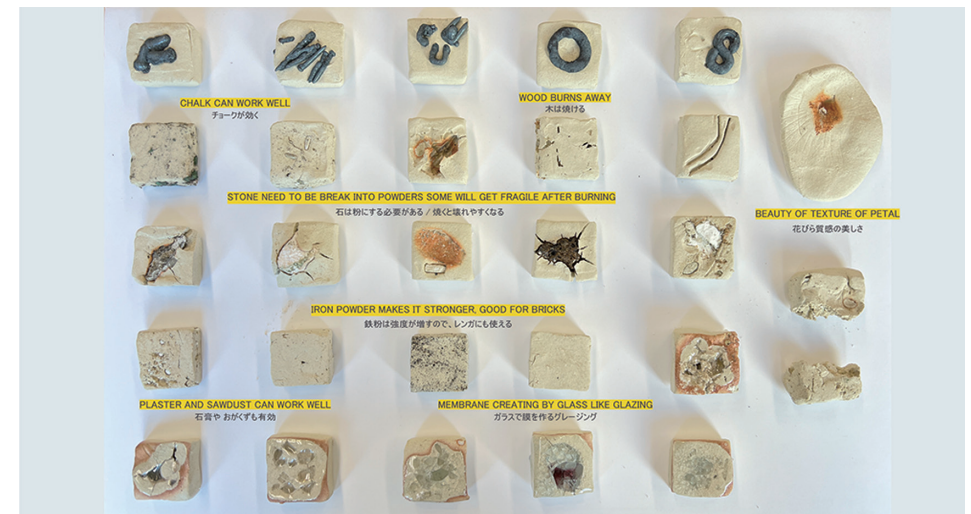 CHALK CAN WORK WELL
チョークが効く
WOOD BURNS AWAY
木は焼ける
STONE NEED TO BE BREAK INTO POWDERS SOME WILL GET FRAGILE AFTER BURNING
石は粉にする必要がある / 焼くと壊れやすくなる
BEAUTY OF TEXTURE OF PETAL
花びら質感の美しさ
IRON POWDER MAKES IT STRONGER, GOOD FOR BRICKS
鉄粉は強度が増すので、レンガにも使える
PLASTER AND SAWDUST CAN WORK WELL
石膏や おがくずも有効
MEMBRANE CREATING BY GLASS LIKE GLAZING
ガラスで膜を作るグレージング